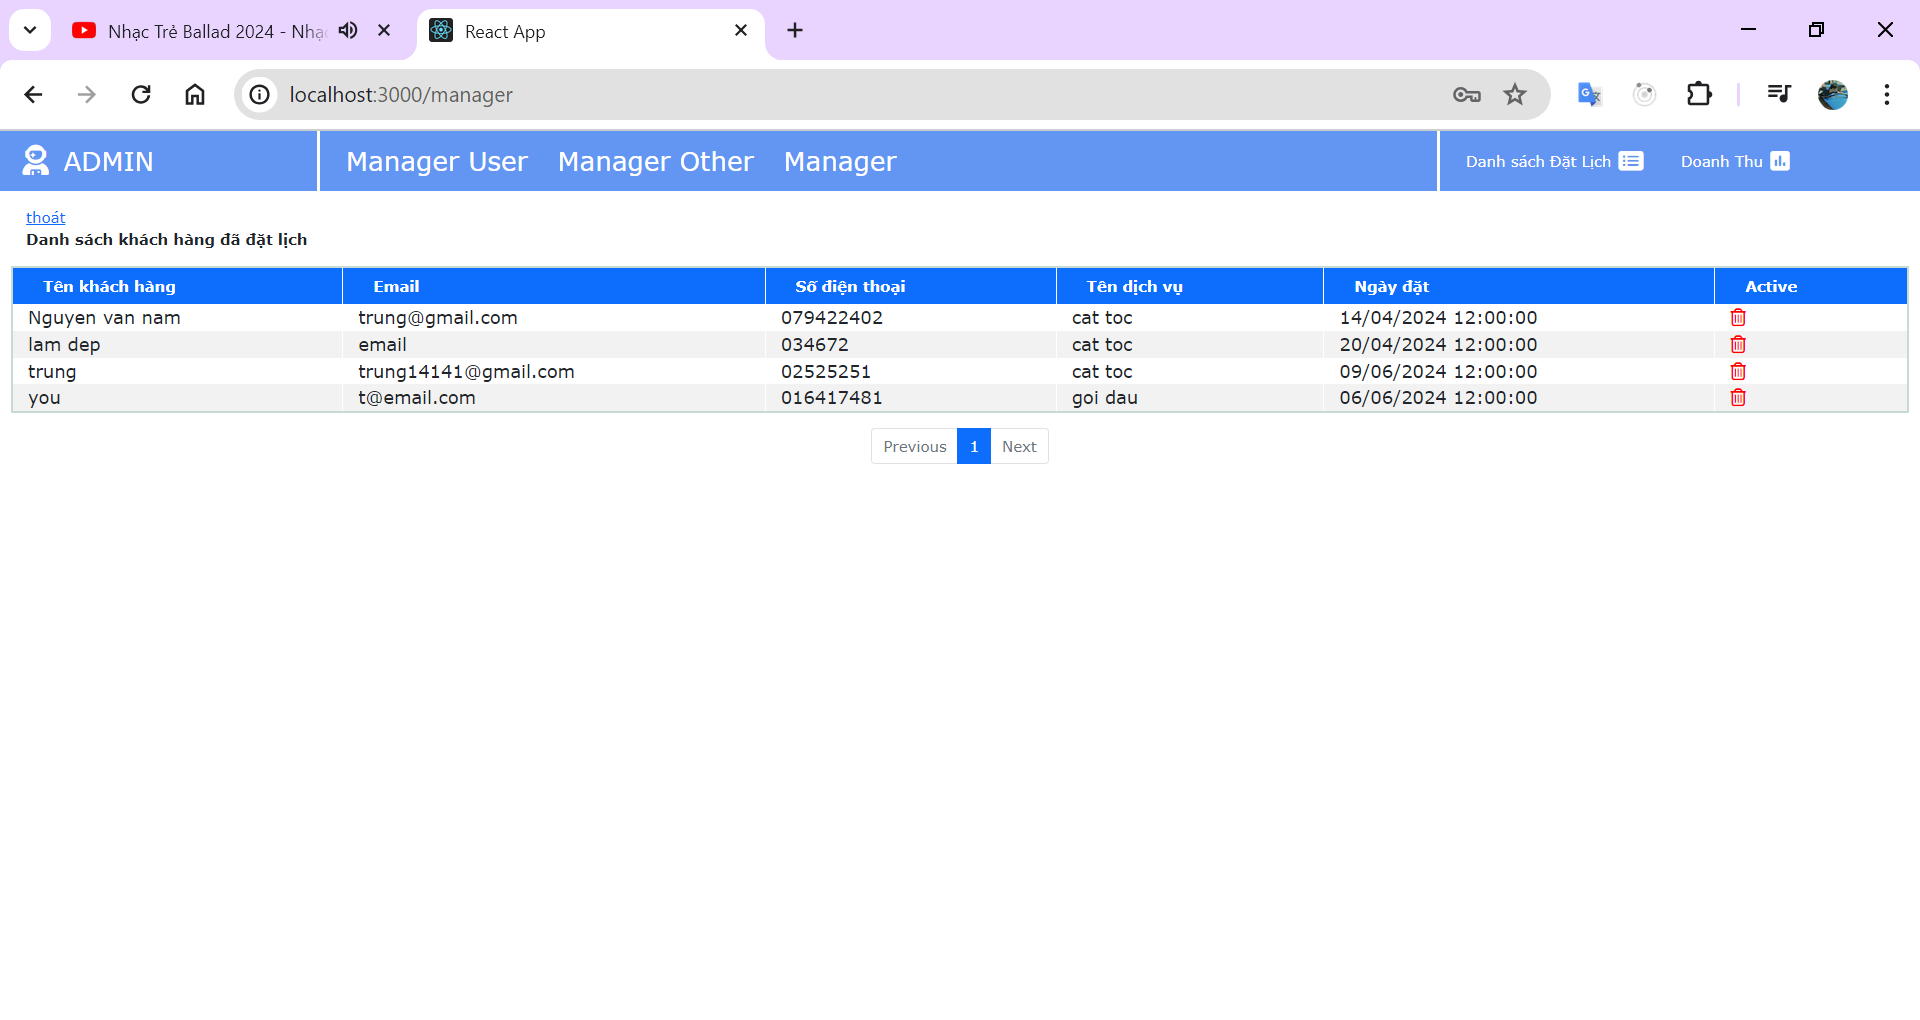 Nhạc Trẻ Ballad 2024 - Nhạc
React App
localhost:3000/manager
ADMIN
Manager User Manager Other Manager
Danh sách Đặt Lịch Doanh Thu
thoát
Danh sách khách hàng đã đặt lịch
Tên khách hàng Email Số điện thoại Tên dịch vụ Ngày đặt Active
Nguyen van nam trung@gmail.com 079422402 cat toc 14/04/2024 12:00:00
lam dep email 034672 cat toc 20/04/2024 12:00:00
trung trung14141@gmail.com 02525251 cat toc 09/06/2024 12:00:00
you t@email.com 016417481 goi dau 06/06/2024 12:00:00
Previous 1 Next